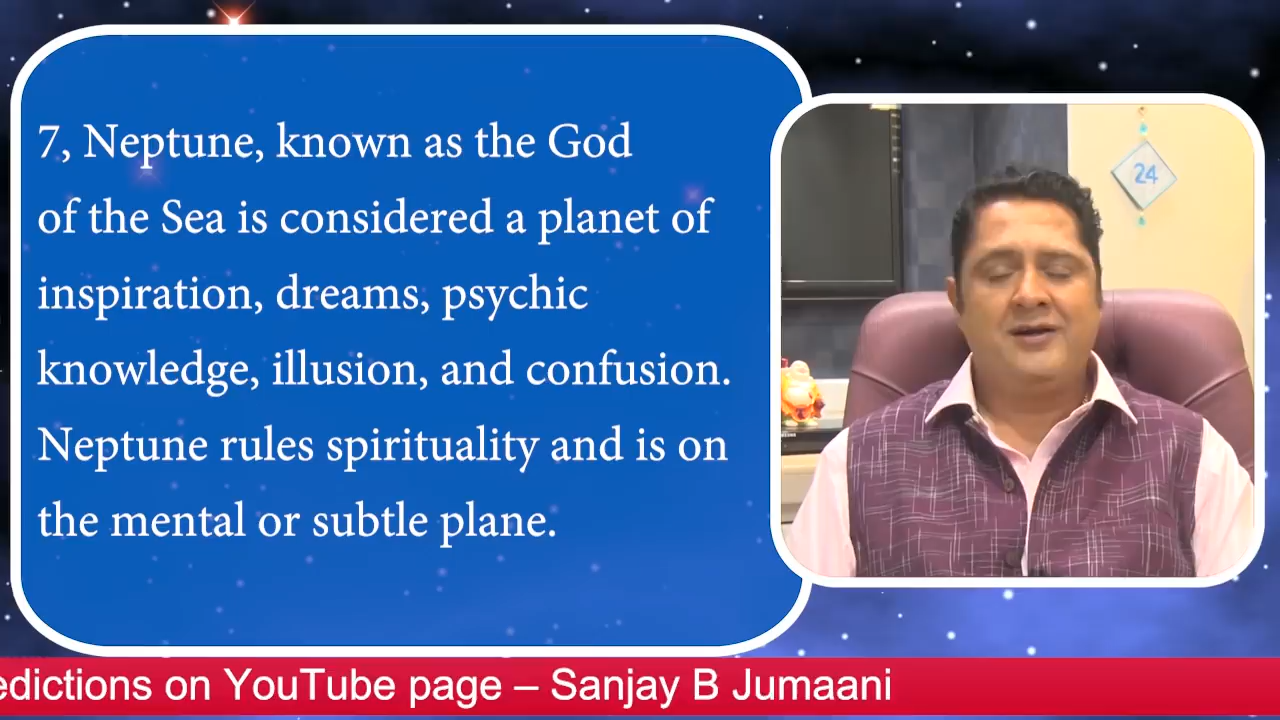 7, Neptune, known as the God
of the Sea is considered a planet of
inspiration, dreams, psychic
knowledge, illusion, and confusion.
Neptune rules spirituality and is on
the mental or subtle plane.
24
on YouTube page – Sanjay B Jumaani